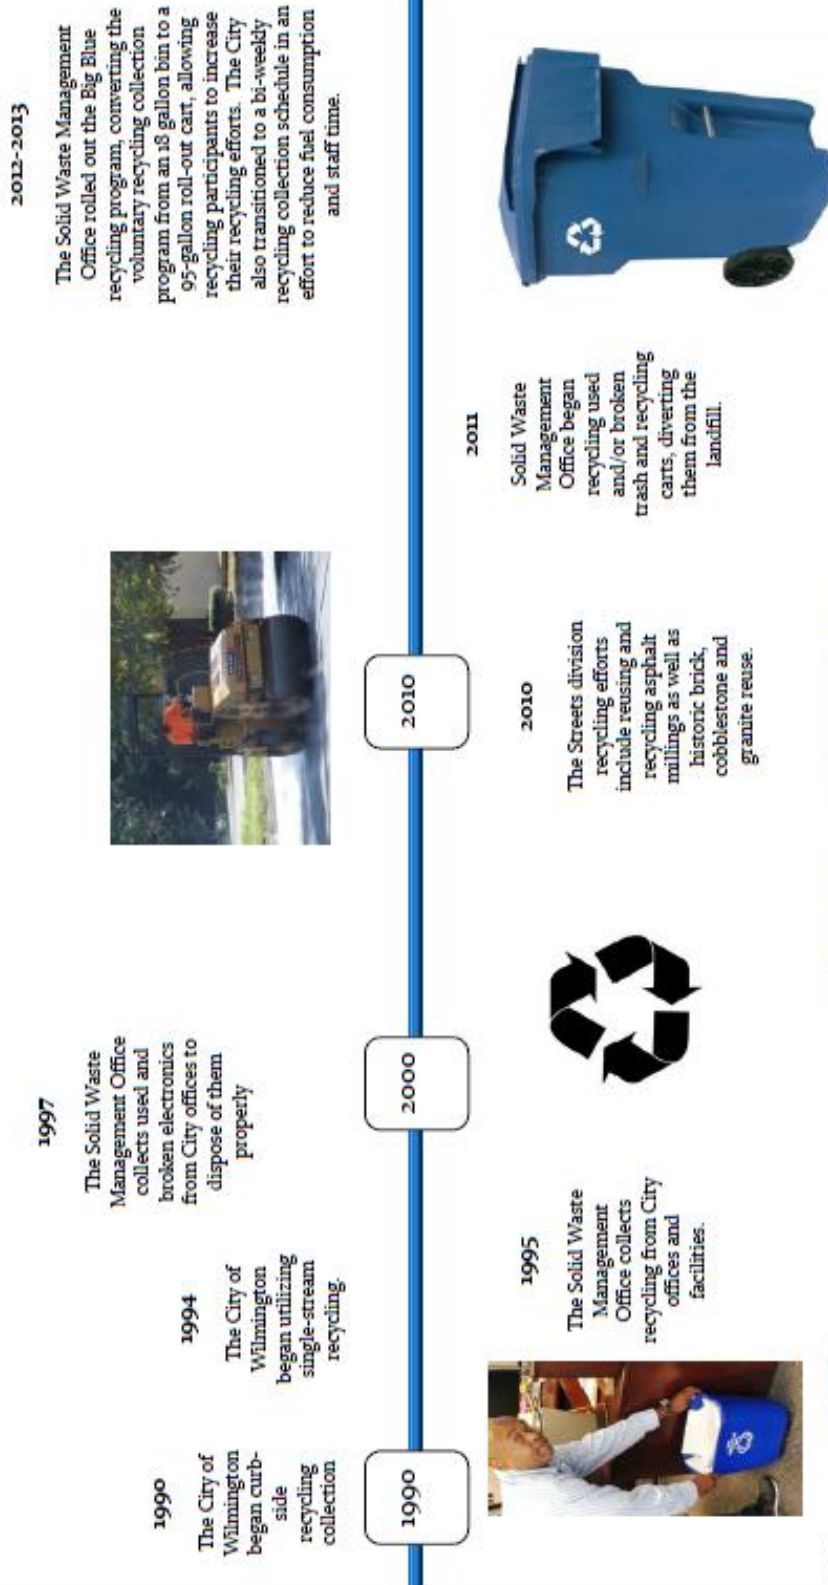 1990
The City of
Wilmington
began curb-
side
recycling
collection
1994
The City of
Wilmington
began utilizing
single-stream
recycling.
1995
The Solid Waste
Management
Office collects
recycling from City
offices and
facilities.
1997
The Solid Waste
Management Office
collects used and
broken electronics
from City offices to
dispose of them
properly
2010
The Streets division
recycling efforts
include reusing and
recycling asphalt
millings as well as
historic brick,
cobblestone and
granite reuse.
2011
Solid Waste
Management
Office began
recycling used
and/or broken
trash and recycling
carts, diverting
them from the
landfill.
2012-2013
The Solid Waste Management
Office rolled out the Big Blue
recycling program, converting the
voluntary recycling collection
program from an 18 gallon bin to a
95-gallon roll-out cart, allowing
recycling participants to increase
their recycling efforts. The City
also transitioned to a bi-weekly
recycling collection schedule in an
effort to reduce fuel consumption
and staff time.
1990
2000
2010